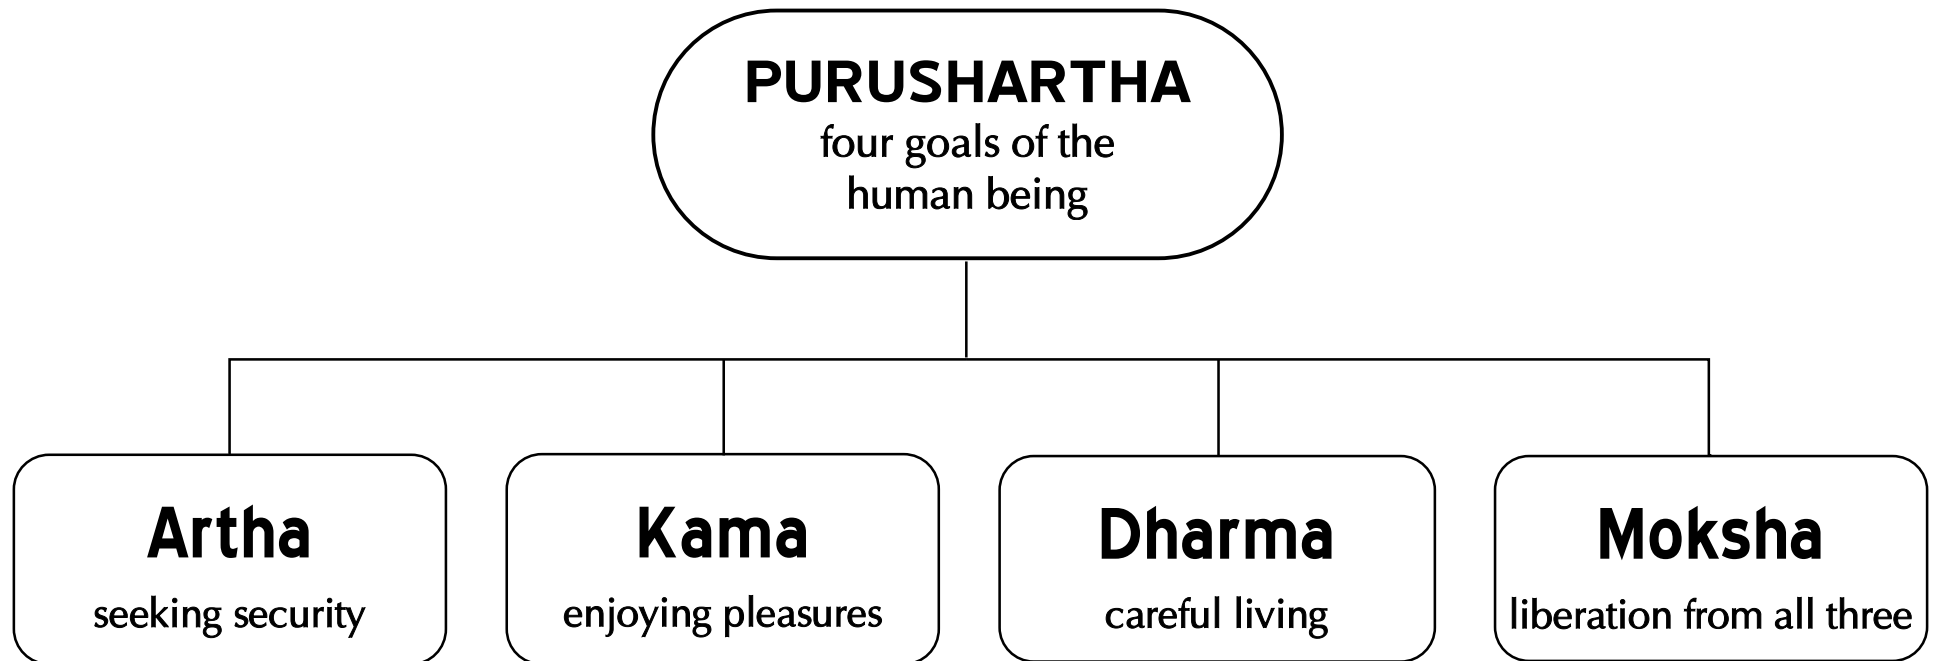 PURUSHARTHA
four goals of the
human being
Artha
seeking security
Kama
enjoying pleasures
Dharma
careful living
Moksha
liberation from all three